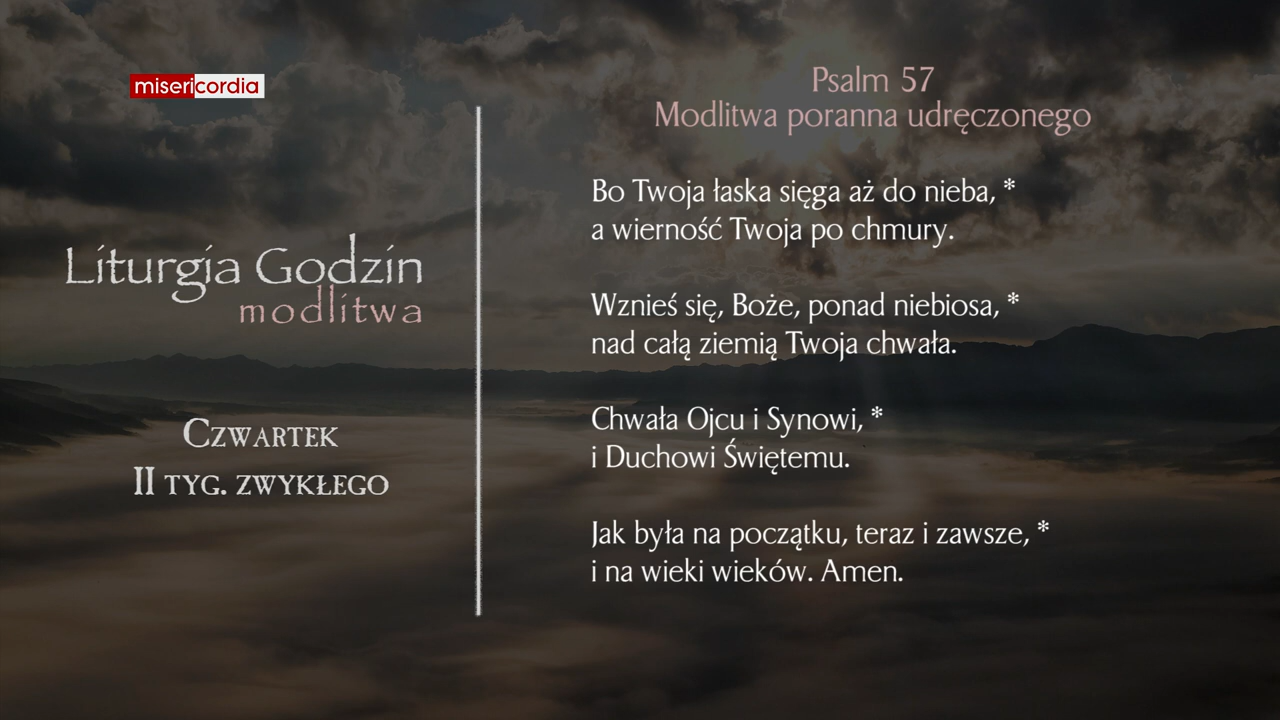 misericordia
Liturgia Godzin
modlitwa
Czwartek
II tyg. zwykłego
Psalm 57
Modlitwa poranna udręczonego
Bo Twoja łaska sięga aż do nieba, *
a wierność Twoja po chmury.
Wznieś się, Boże, ponad niebiosa, *
nad całą ziemią Twoja chwała.
Chwała Ojcu i Synowi, *
i Duchowi Świętemu.
Jak była na początku, teraz i zawsze, *
i na wieki wieków. Amen.